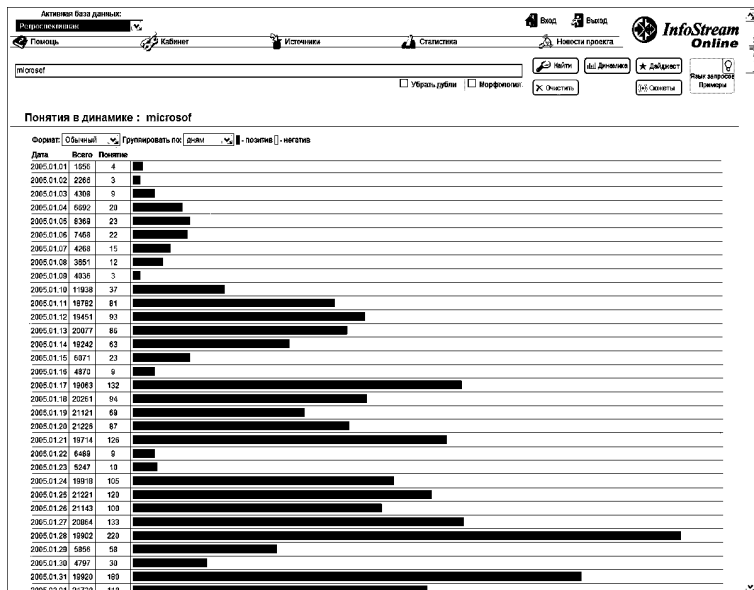 Активная база данных:
Ретроспективная
Вход
Выход
InfoStream
Online
Помощь
Кабинет
Источники
Статистика
Новости проекта
microsof
Найти
Динамика
Дайджест
Язык запросов
Примеры
Убрать дубли
Морфология
Очистить
Сюжеты
Понятия в динамике : microsof
Формат: Обычный Группировать по: дням - позитив - негатив
Дата Всего Понятие
2005.01.01 1656 4
2005.01.02 2266 3
2005.01.03 4308 9
2005.01.04 6692 20
2005.01.05 8369 23
2005.01.06 7468 22
2005.01.07 4268 15
2005.01.08 3851 12
2005.01.09 4036 3
2005.01.10 11938 37
2005.01.11 18782 81
2005.01.12 19451 93
2005.01.13 20077 86
2005.01.14 19242 63
2005.01.15 6071 23
2005.01.16 4870 9
2005.01.17 19063 132
2005.01.18 20261 94
2005.01.19 21121 69
2005.01.20 21226 87
2005.01.21 19714 126
2005.01.22 6469 9
2005.01.23 5247 10
2005.01.24 19918 105
2005.01.25 21221 120
2005.01.26 21143 100
2005.01.27 20864 133
2005.01.28 19902 220
2005.01.29 5856 58
2005.01.30 4797 30
2005.01.31 19920 180